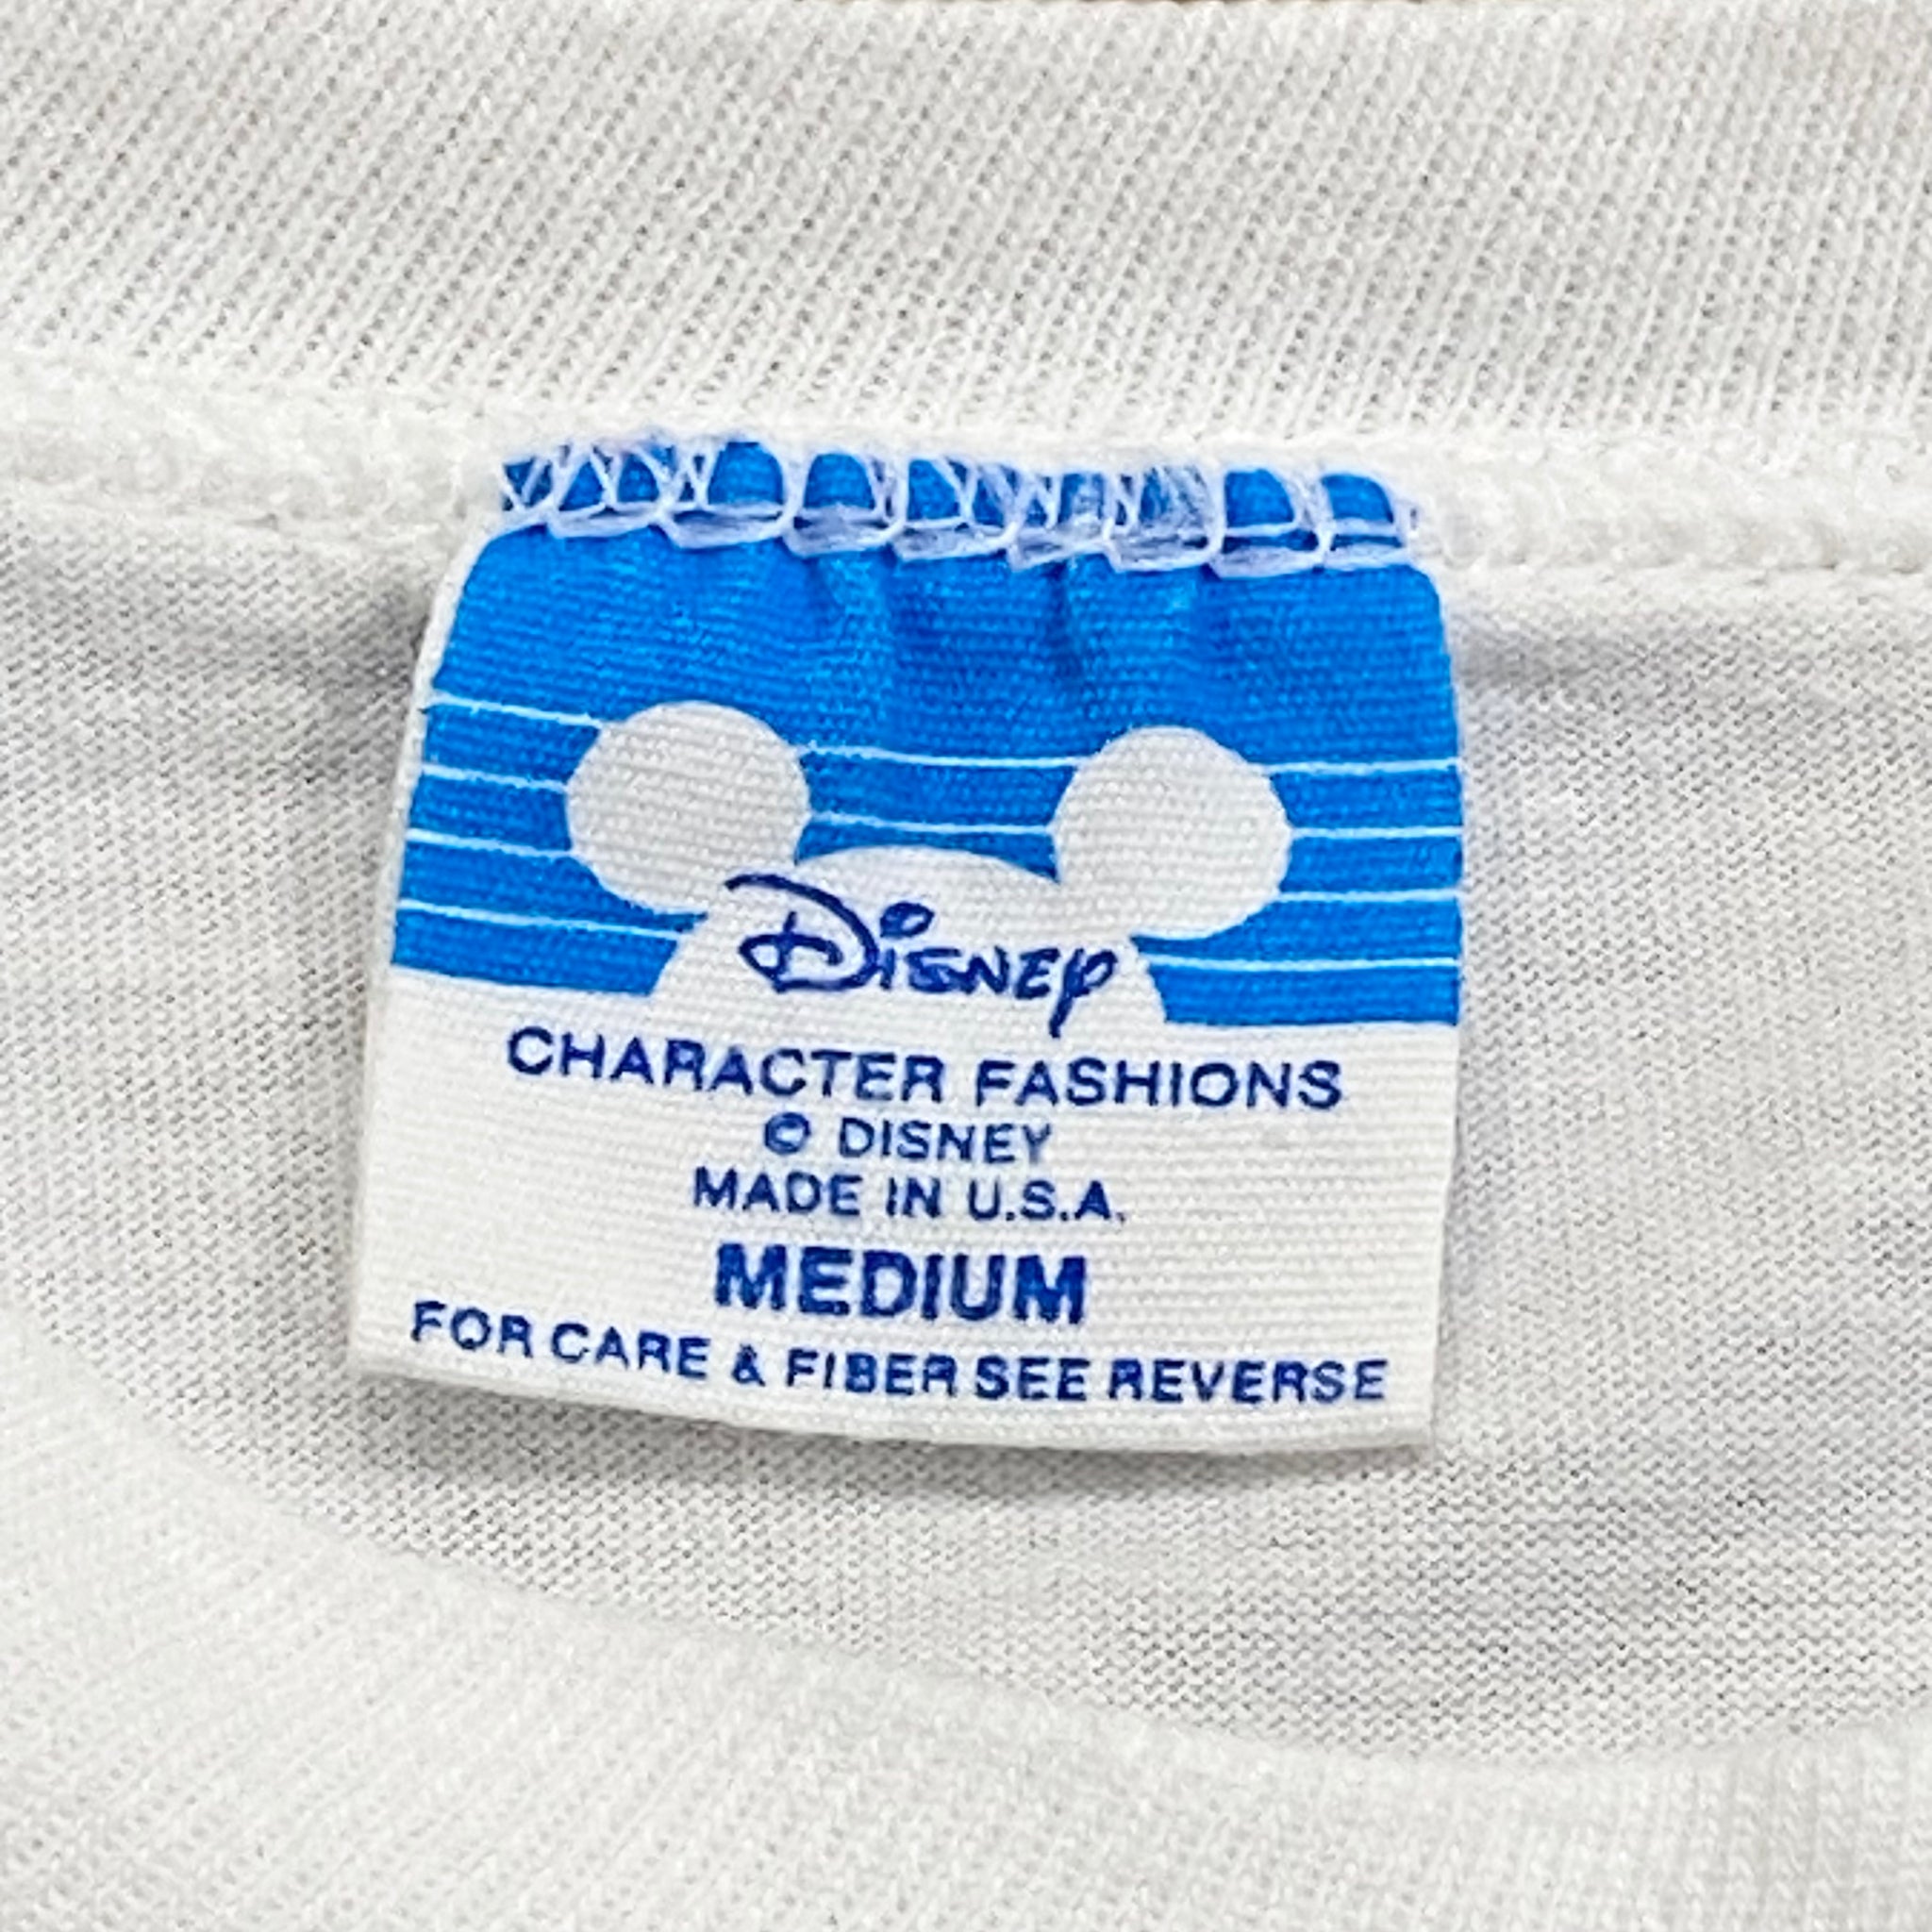 Disney
CHARACTER FASHIONS
© DISNEY
MADE IN U.S.A.
MEDIUM
FOR CARE & FIBER SEE REVERSE